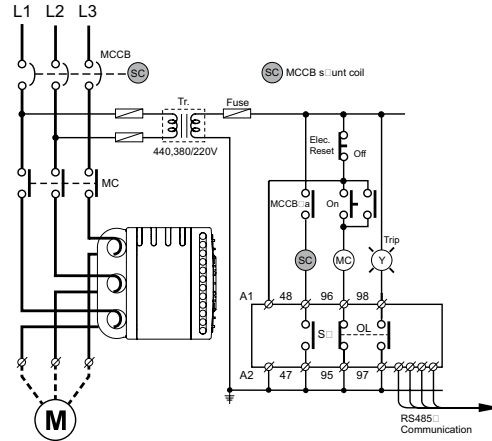 L1 L2 L3
MCCB
SC
SC MCCB s□unt coil
Tr.
Fuse
440,380/220V
Elec.
Reset
Off
MC
MCCB□a
On
Trip
SC
MC
Y
A1 48 96 98
S□
OL
A2 47 95 97
M
RS485□
Communication